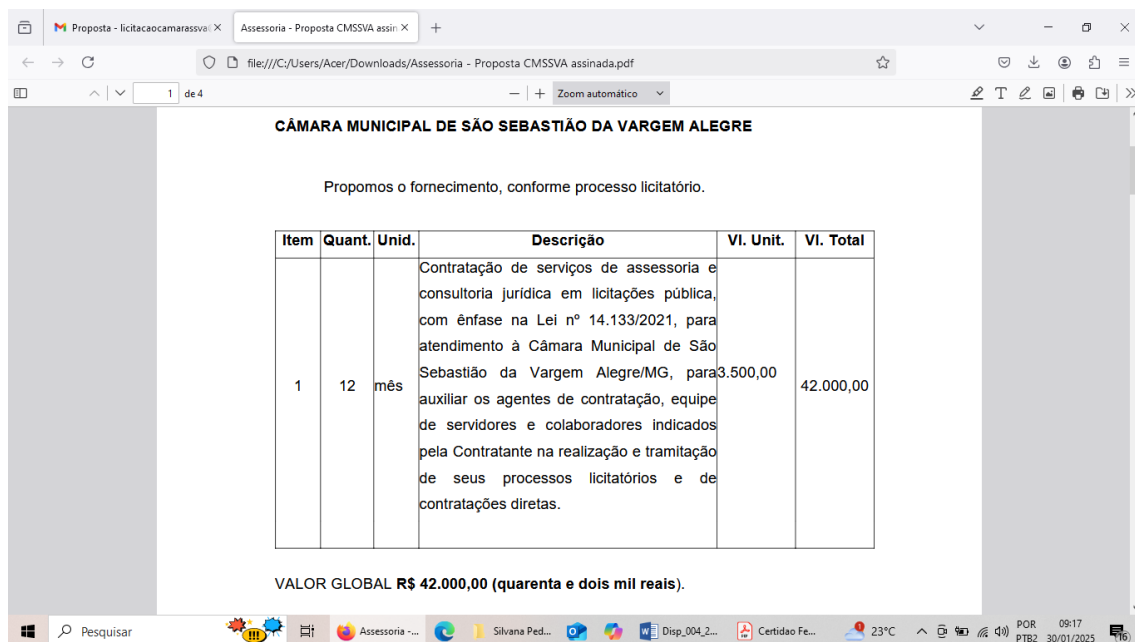 Proposta - licitacaocamarassval
Assessoria - Proposta CMSSVA assin
file:///C:/Users/Acer/Downloads/Assessoria - Proposta CMSSVA assinada.pdf
1 de 4
Zoom automático
CÂMARA MUNICIPAL DE SÃO SEBASTIÃO DA VARGEM ALEGRE
Propomos o fornecimento, conforme processo licitatório.
Item Quant. Unid. Descrição Vl. Unit. Vl. Total
Contratação de serviços de assessoria e
consultoria jurídica em licitações pública,
com ênfase na Lei nº 14.133/2021, para
atendimento à Câmara Municipal de São
Sebastião da Vargem Alegre/MG, para
auxiliar os agentes de contratação, equipe
de servidores e colaboradores indicados
pela Contratante na realização e tramitação
de seus processos licitatórios e de
contratações diretas.
1 12 mês 3.500,00 42.000,00
VALOR GLOBAL R$ 42.000,00 (quarenta e dois mil reais).
Pesquisar
Assessoria -...
Silvana Ped...
Disp_004_2...
Certidao Fe...
23°C
POR
PTB2
09:17
30/01/2025